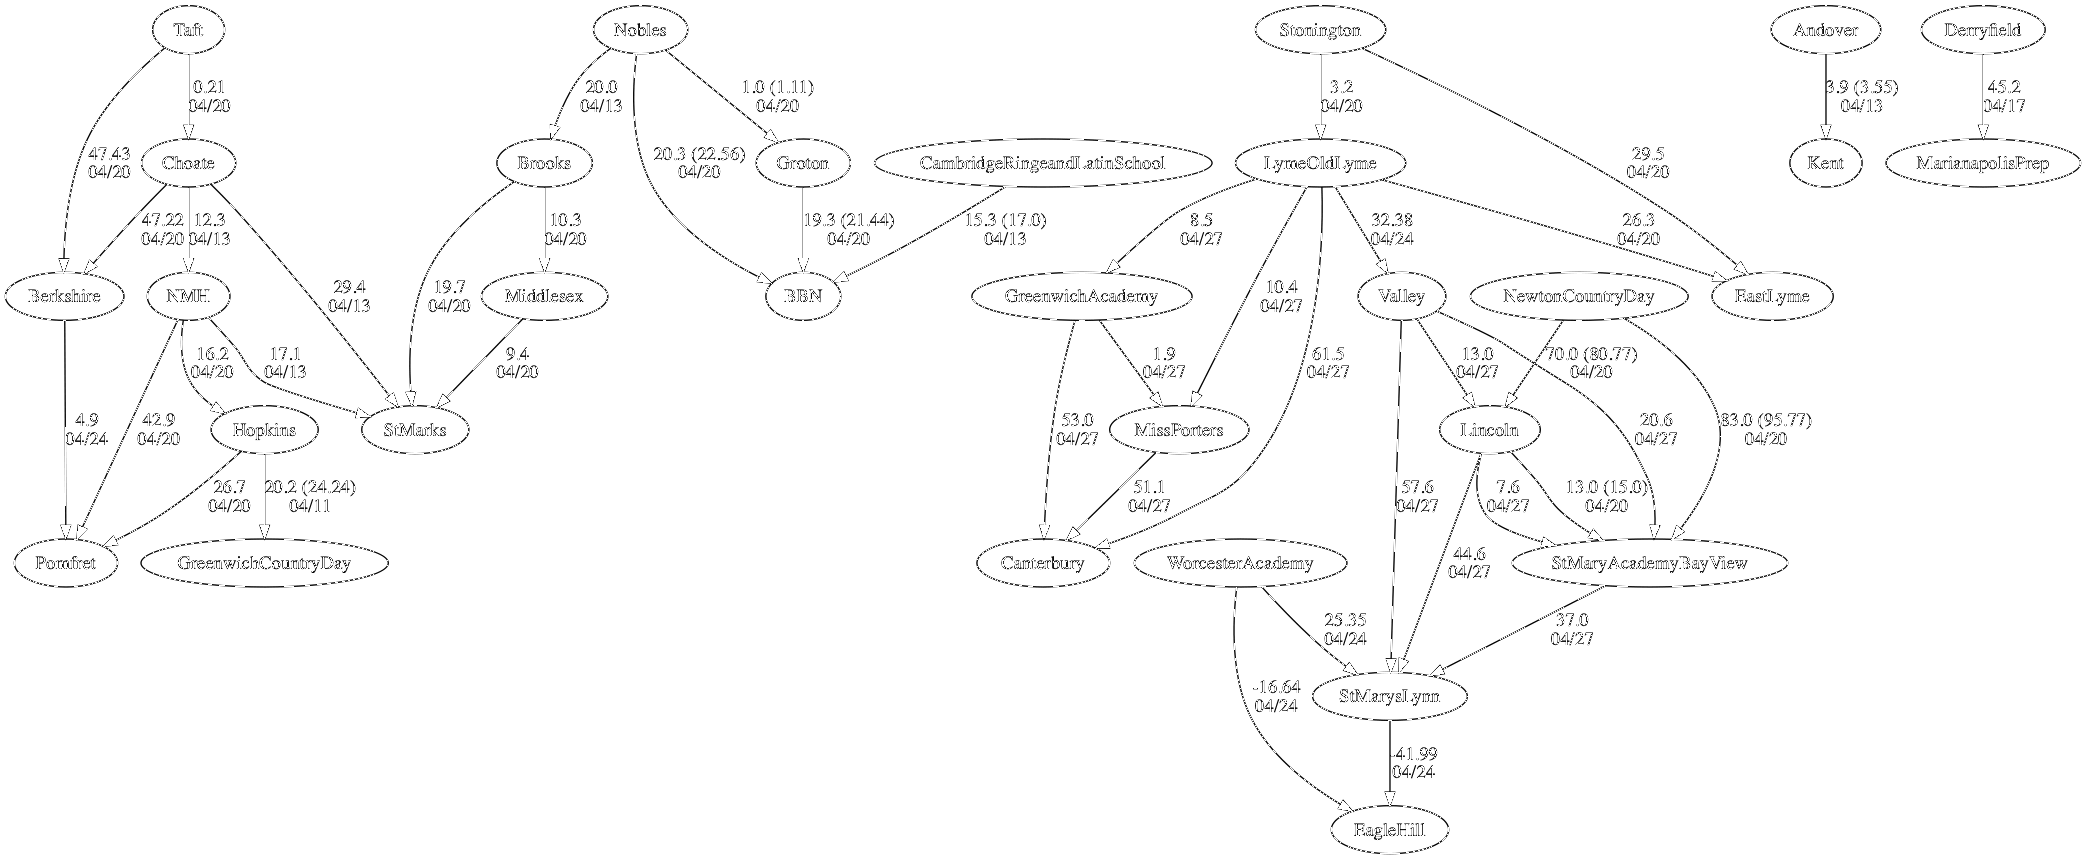 Taft
Nobles
Stonington
Andover
Derryfield
0.21
04/20
20.0
04/13
1.0 (1.11)
04/20
3.2
04/20
3.9 (3.55)
04/13
45.2
04/17
47.43
04/20
Choate
Brooks
20.3 (22.56)
04/20
Groton
CambridgeRingeandLatinSchool
LymeOldLyme
29.5
04/20
Kent
MarianapolisPrep
47.22
04/20
12.3
04/13
10.3
04/20
19.3 (21.44)
04/20
15.3 (17.0)
04/13
8.5
04/27
32.38
04/24
26.3
04/20
Berkshire
NMH
29.4
04/13
19.7
04/20
Middlesex
BBN
GreenwichAcademy
10.4
04/27
Valley
NewtonCountryDay
EastLyme
16.2
04/20
17.1
04/13
9.4
04/20
1.9
04/27
61.5
04/27
13.0
04/27
70.0 (80.77)
04/20
4.9
04/24
42.9
04/20
Hopkins
StMarks
53.0
04/27
MissPorters
Lincoln
20.6
04/27
83.0 (95.77)
04/20
26.7
04/20
20.2 (24.24)
04/11
51.1
04/27
57.6
04/27
7.6
04/27
13.0 (15.0)
04/20
Pomfret
GreenwichCountryDay
Canterbury
WorcesterAcademy
44.6
04/27
StMaryAcademyBayView
25.35
04/24
37.0
04/27
-16.64
04/24
StMarysLynn
-41.99
04/24
EagleHill